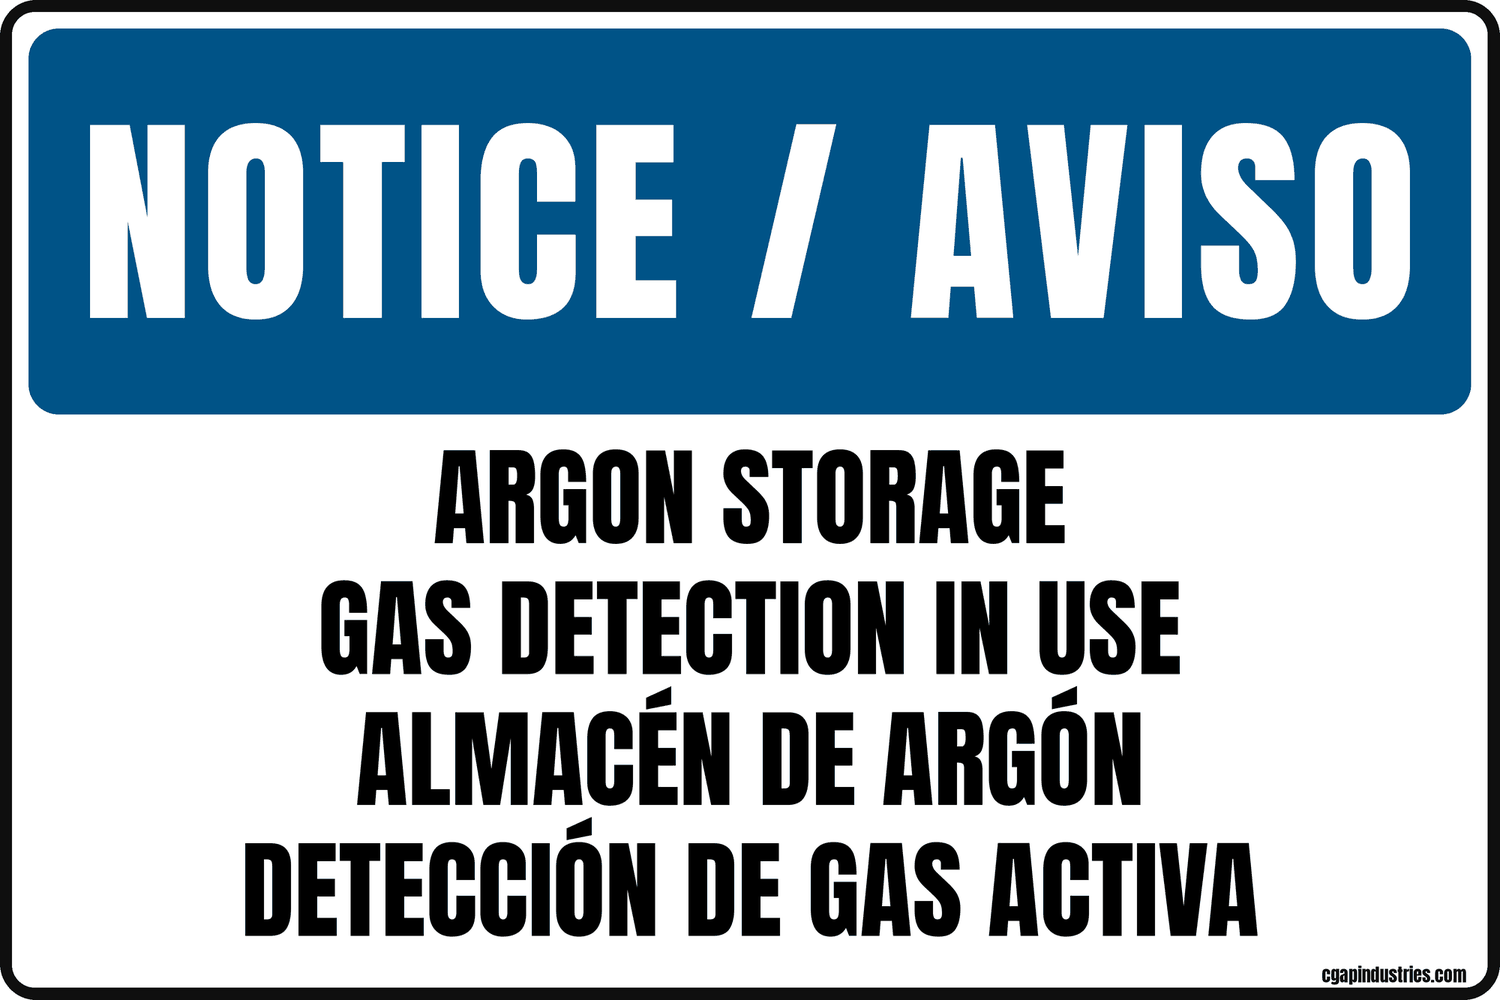 NOTICE / AVISO
ARGON STORAGE
GAS DETECTION IN USE
ALMACÉN DE ARGÓN
DETECCIÓN DE GAS ACTIVA
cgapindustries.com